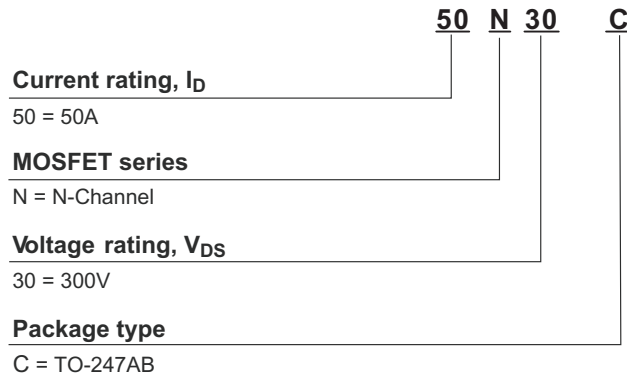 50 N 30 C
Current rating, ID
50 = 50A
MOSFET series
N = N-Channel
Voltage rating, VDS
30 = 300V
Package type
C = TO-247AB